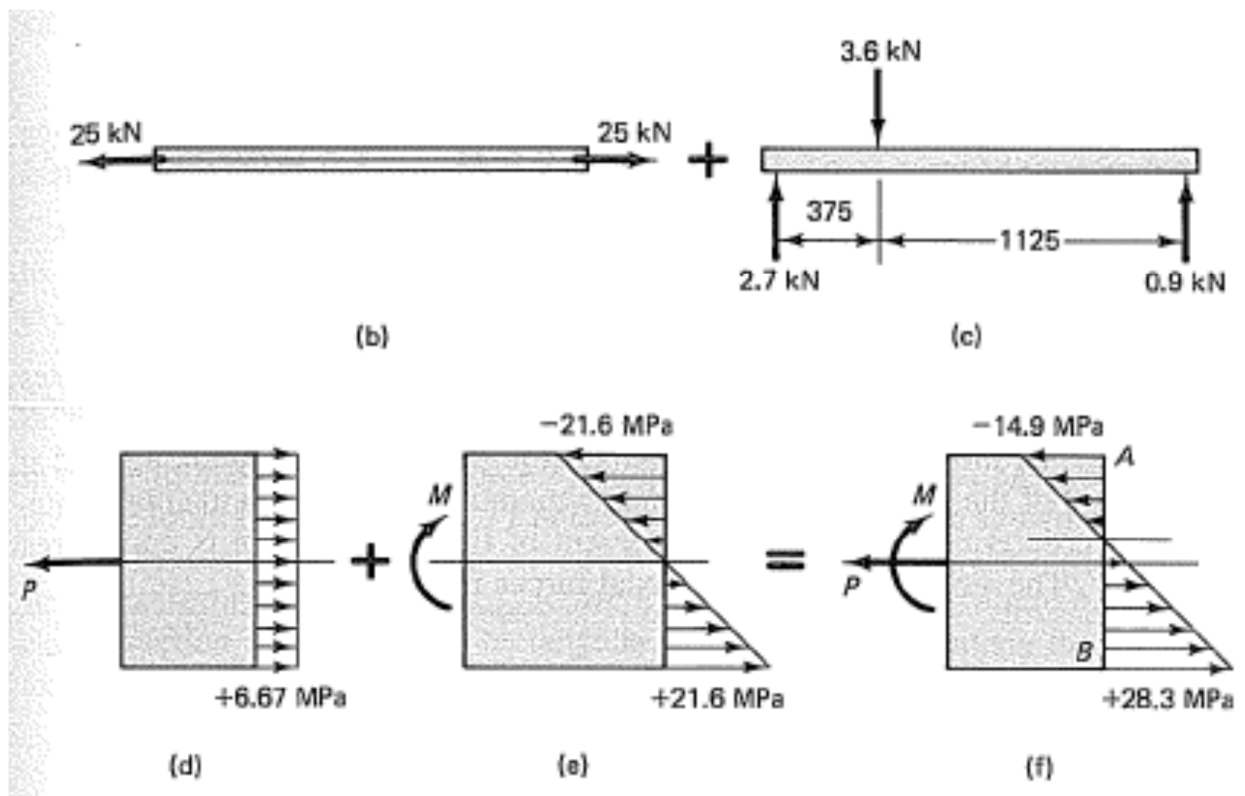 3.6 kN
25 kN
25 kN
+
375
1125
2.7 kN
0.9 kN
(b)
(c)
−21.6 MPa
−14.9 MPa
A
M
M
P
+
=
P
B
+6.67 MPa
+21.6 MPa
+28.3 MPa
(d)
(e)
(f)